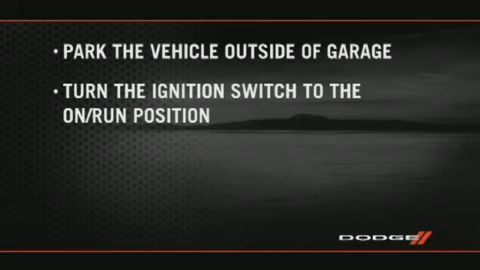 • PARK THE VEHICLE OUTSIDE OF GARAGE
• TURN THE IGNITION SWITCH TO THE
ON/RUN POSITION
DODGE